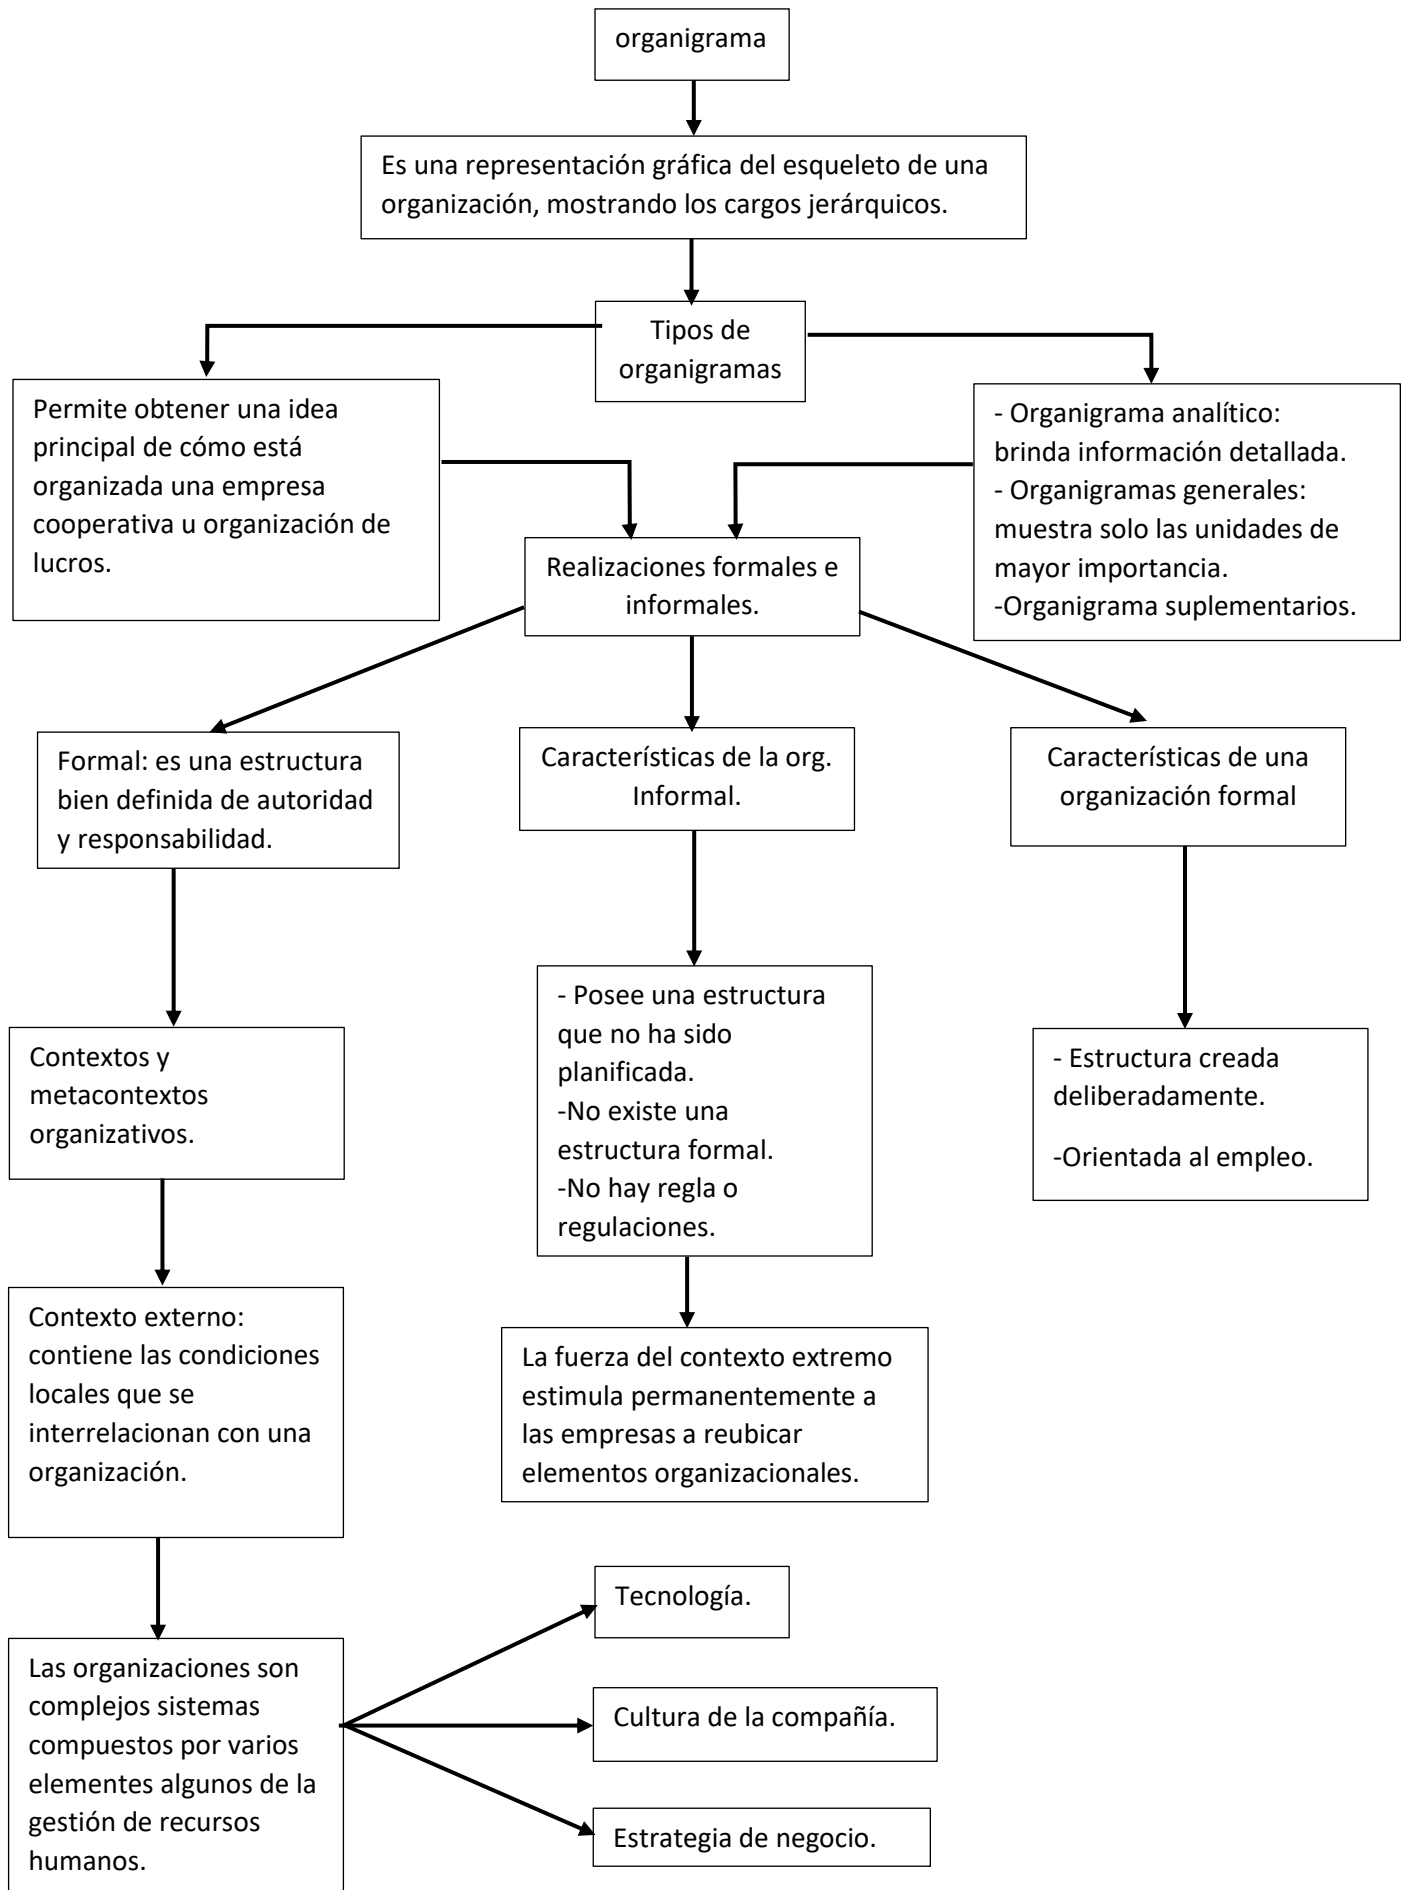 organigrama
Es una representación gráfica del esqueleto de una
organización, mostrando los cargos jerárquicos.
Tipos de
organigramas
Permite obtener una idea
principal de cómo está
organizada una empresa
cooperativa u organización de
lucros.
- Organigrama analítico:
brinda información detallada.
- Organigramas generales:
muestra solo las unidades de
mayor importancia.
-Organigrama suplementarios.
Realizaciones formales e
informales.
Formal: es una estructura
bien definida de autoridad
y responsabilidad.
Características de la org.
Informal.
Características de una
organización formal
- Posee una estructura
que no ha sido
planificada.
-No existe una
estructura formal.
-No hay regla o
regulaciones.
Contextos y
metacontextos
organizativos.
- Estructura creada
deliberadamente.
-Orientada al empleo.
Contexto externo:
contiene las condiciones
locales que se
interrelacionan con una
organización.
La fuerza del contexto extremo
estimula permanentemente a
las empresas a reubicar
elementos organizacionales.
Las organizaciones son
complejos sistemas
compuestos por varios
elementes algunos de la
gestión de recursos
humanos.
Tecnología.
Cultura de la compañía.
Estrategia de negocio.